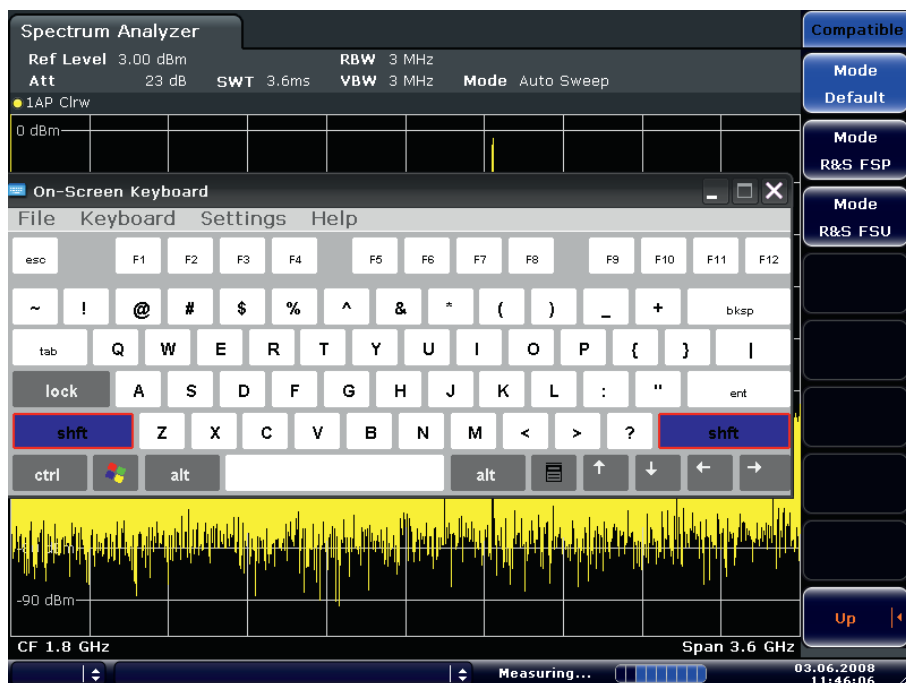 Spectrum Analyzer
Ref Level 3.00 dBm RBW 3 MHz
Att 23 dB SWT 3.6ms VBW 3 MHz Mode Auto Sweep
1AP Clrw
0 dBm
On-Screen Keyboard
File Keyboard Settings Help
esc F1 F2 F3 F4 F5 F6 F7 F8 F9 F10 F11 F12
~ ! @ # $ % ^ & * ( ) _ + bksp
tab Q W E R T Y U I O P { } |
lock A S D F G H J K L : " ent
shft Z X C V B N M < > ? shft
ctrl alt alt ↑ ↓ ← →
-90 dBm
CF 1.8 GHz Span 3.6 GHz
Measuring...
03.06.2008
11:46:06
Compatible
Mode
Default
Mode
R&S FSP
Mode
R&S FSU
Up